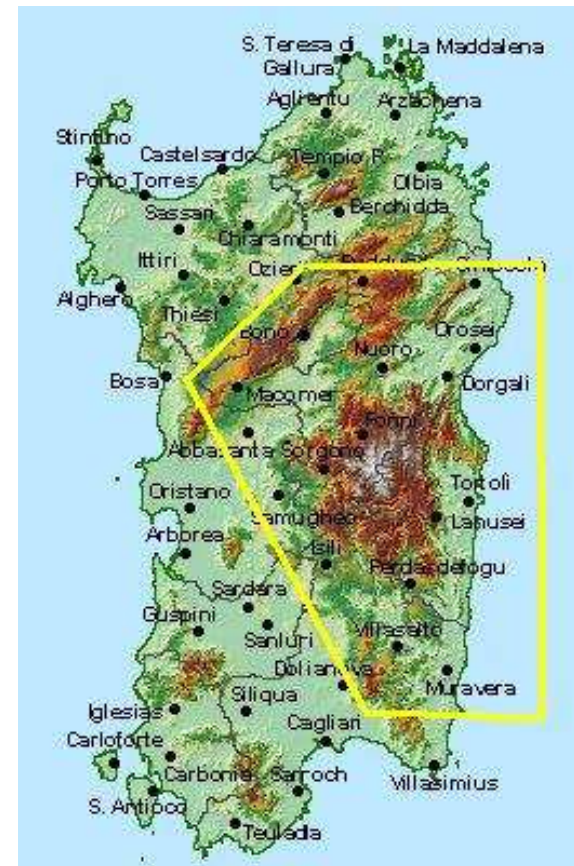 S. Teresa di
Gallura
La Maddalena
Aglientu
Arzachena
Stintino
Castelsardo
Tempio P.
Porto Torres
Olbia
Sassari
Berchidda
Chiaramonti
Ittiri
Ozieri
Alghero
Thiesi
Orosei
Bono
Nuoro
Bosa
Macomer
Dorgali
Fonni
Abbasanta
Sorgono
Tortolì
Oristano
Samugheo
Lanusei
Arborea
Isili
Perdasdefogu
Sardara
Guspini
Villasalto
Sanluri
Dolianova
Muravera
Siliqua
Iglesias
Cagliari
Carloforte
Carbonia
Sarroch
Villasimius
S. Antioco
Teulada